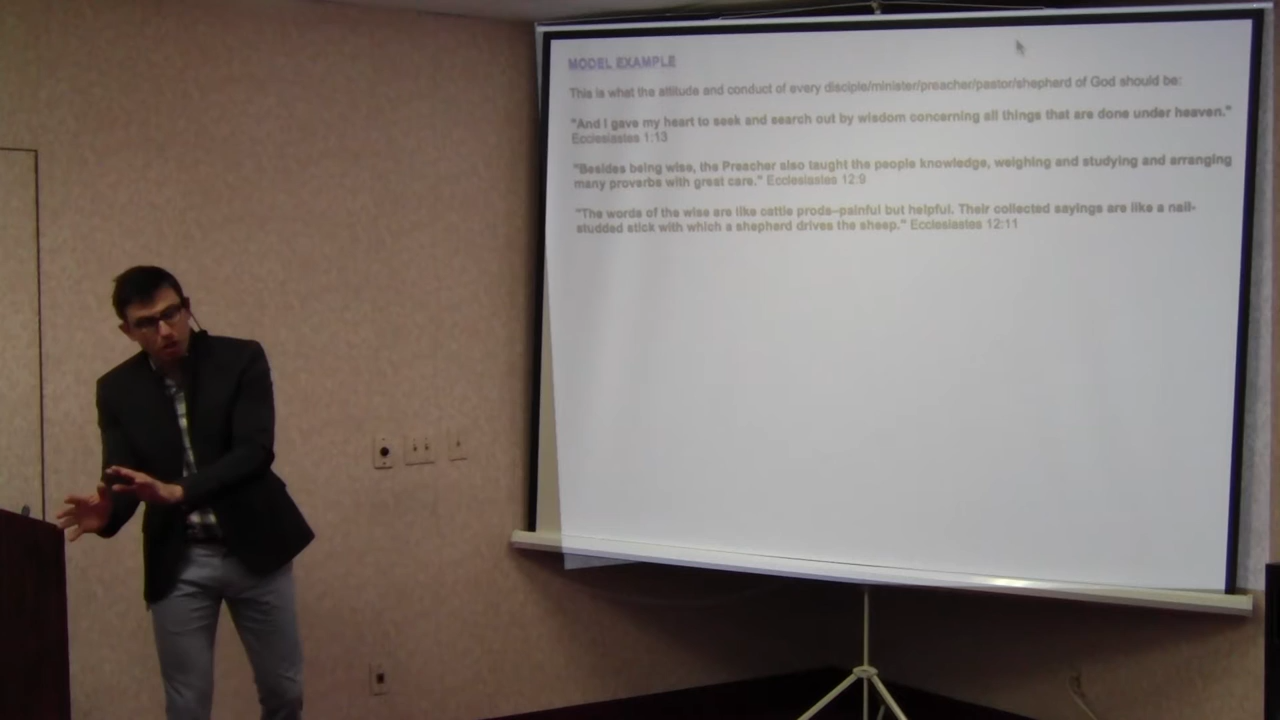 MODEL EXAMPLE
This is what the attitude and conduct of every disciple/minister/preacher/pastor/shepherd of God should be:
"And I gave my heart to seek and search out by wisdom concerning all things that are done under heaven."
Ecclesiastes 1:13
"Besides being wise, the Preacher also taught the people knowledge, weighing and studying and arranging
many proverbs with great care." Ecclesiastes 12:9
"The words of the wise are like cattle prods–painful but helpful. Their collected sayings are like a nail-
studded stick with which a shepherd drives the sheep." Ecclesiastes 12:11